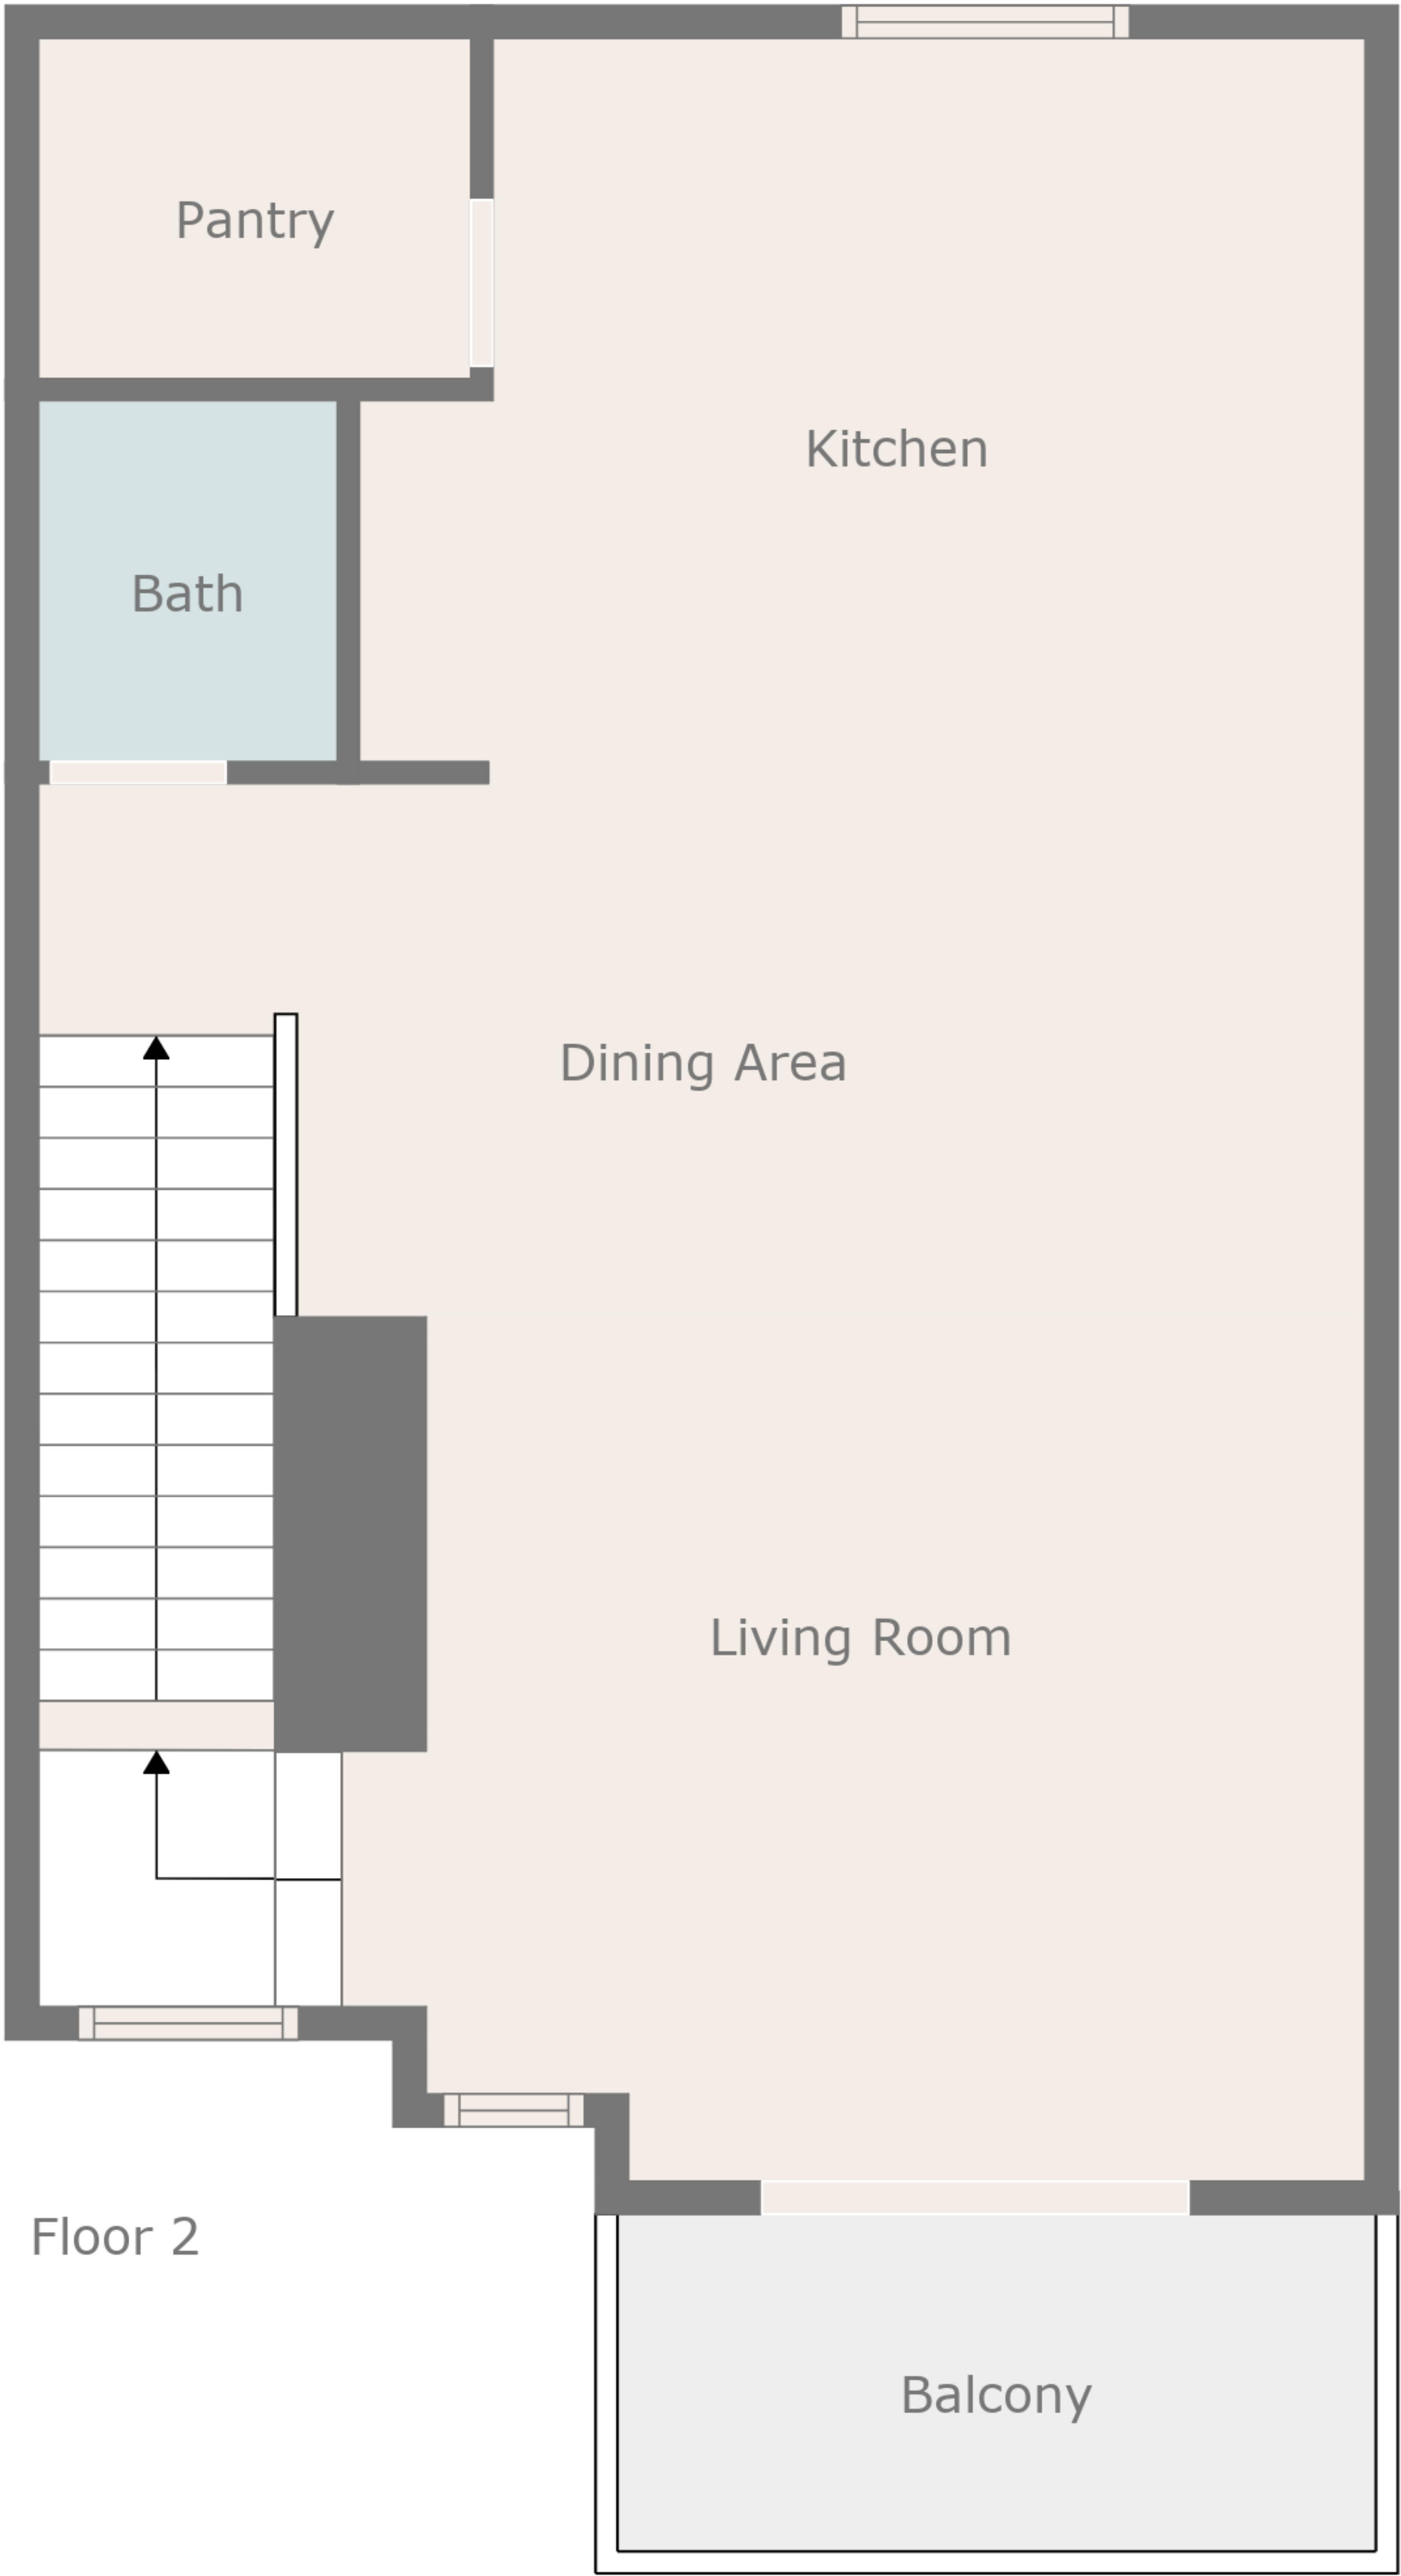 Pantry
Kitchen
Bath
Dining Area
Living Room
Floor 2
Balcony